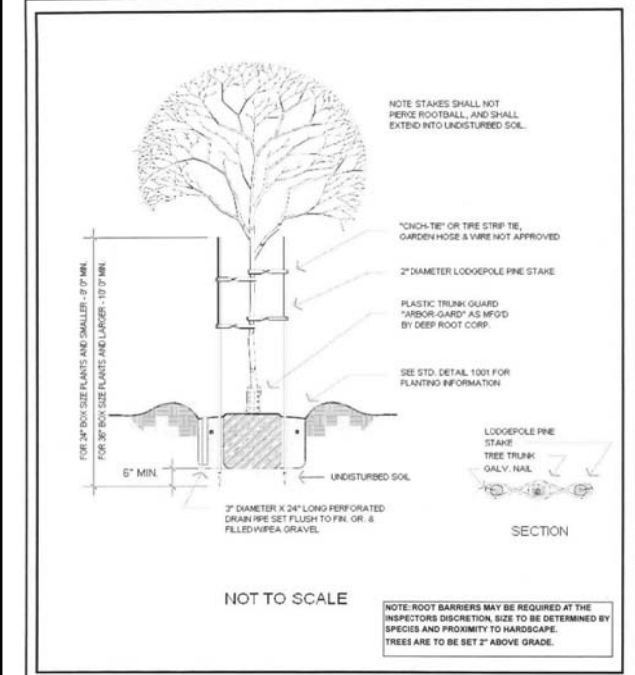 NOTE STAKES SHALL NOT
PIERCE ROOTBALL, AND SHALL
EXTEND INTO UNDISTURBED SOIL.
"CNCH-TIE" OR TIRE STRIP TIE,
GARDEN HOSE & WIRE NOT APPROVED
2" DIAMETER LODGEPOLE PINE STAKE
PLASTIC TRUNK GUARD
"ARBOR-GARD" AS MFG'D
BY DEEP ROOT CORP.
SEE STD. DETAIL 1001 FOR
PLANTING INFORMATION
FOR 24" BOX SIZE PLANTS AND SMALLER - 8'0" MIN.
FOR 36" BOX SIZE PLANTS AND LARGER - 10'0" MIN.
6" MIN.
UNDISTURBED SOIL
3" DIAMETER X 24" LONG PERFORATED
DRAIN PIPE SET FLUSH TO FIN. GR. &
FILLED W/PEA GRAVEL
LODGEPOLE PINE
STAKE
TREE TRUNK
GALV. NAIL
SECTION
NOT TO SCALE
NOTE: ROOT BARRIERS MAY BE REQUIRED AT THE
INSPECTORS DISCRETION, SIZE TO BE DETERMINED BY
SPECIES AND PROXIMITY TO HARDSCAPE.
TREES ARE TO BE SET 2" ABOVE GRADE.